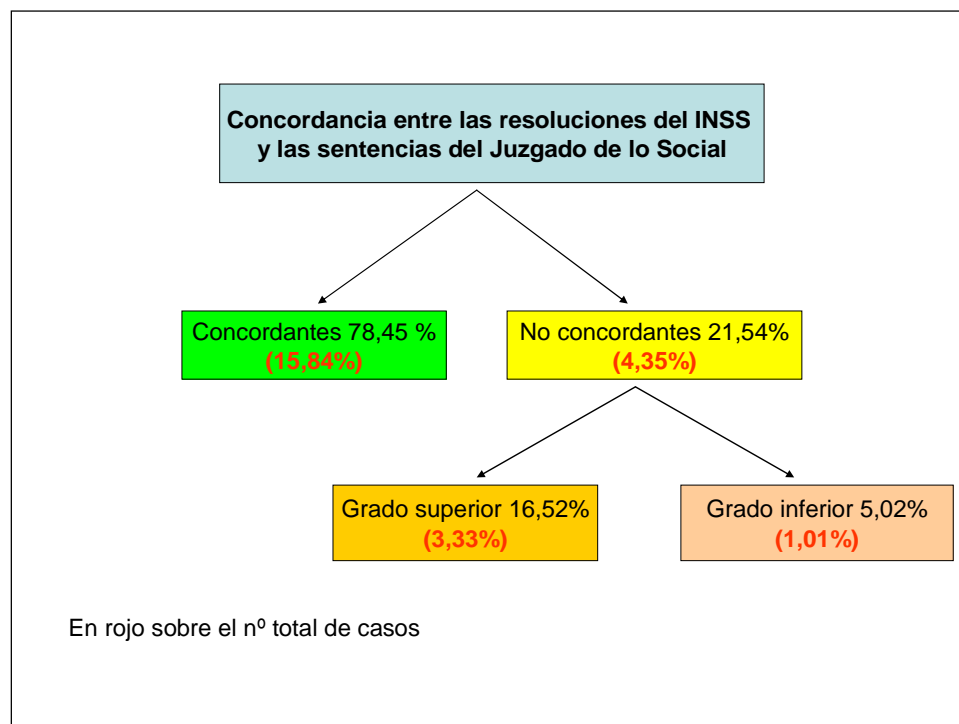 Concordancia entre las resoluciones del INSS
y las sentencias del Juzgado de lo Social
Concordantes 78,45 %
(15,84%)
No concordantes 21,54%
(4,35%)
Grado superior 16,52%
(3,33%)
Grado inferior 5,02%
(1,01%)
En rojo sobre el nº total de casos